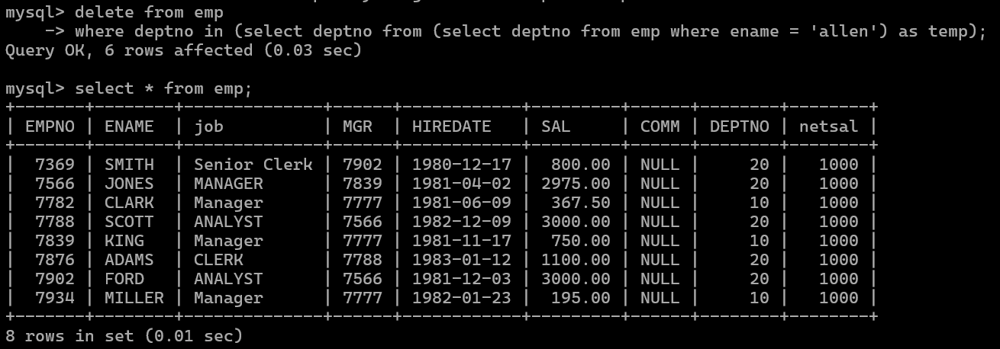 mysql> delete from emp
    -> where deptno in (select deptno from (select deptno from emp where ename = 'allen') as temp);
Query OK, 6 rows affected (0.03 sec)
mysql> select * from emp;
+-------+--------+--------------+------+------------+---------+------+--------+--------+
| EMPNO | ENAME  | job          | MGR  | HIREDATE   | SAL     | COMM | DEPTNO | netsal |
+-------+--------+--------------+------+------------+---------+------+--------+--------+
|  7369 | SMITH  | Senior Clerk | 7902 | 1980-12-17 |  800.00 | NULL |     20 |   1000 |
|  7566 | JONES  | MANAGER      | 7839 | 1981-04-02 | 2975.00 | NULL |     20 |   1000 |
|  7782 | CLARK  | Manager      | 7777 | 1981-06-09 |  367.50 | NULL |     10 |   1000 |
|  7788 | SCOTT  | ANALYST      | 7566 | 1982-12-09 | 3000.00 | NULL |     20 |   1000 |
|  7839 | KING   | Manager      | 7777 | 1981-11-17 |  750.00 | NULL |     10 |   1000 |
|  7876 | ADAMS  | CLERK        | 7788 | 1983-01-12 | 1100.00 | NULL |     20 |   1000 |
|  7902 | FORD   | ANALYST      | 7566 | 1981-12-03 | 3000.00 | NULL |     20 |   1000 |
|  7934 | MILLER | Manager      | 7777 | 1982-01-23 |  195.00 | NULL |     10 |   1000 |
+-------+--------+--------------+------+------------+---------+------+--------+--------+
8 rows in set (0.01 sec)